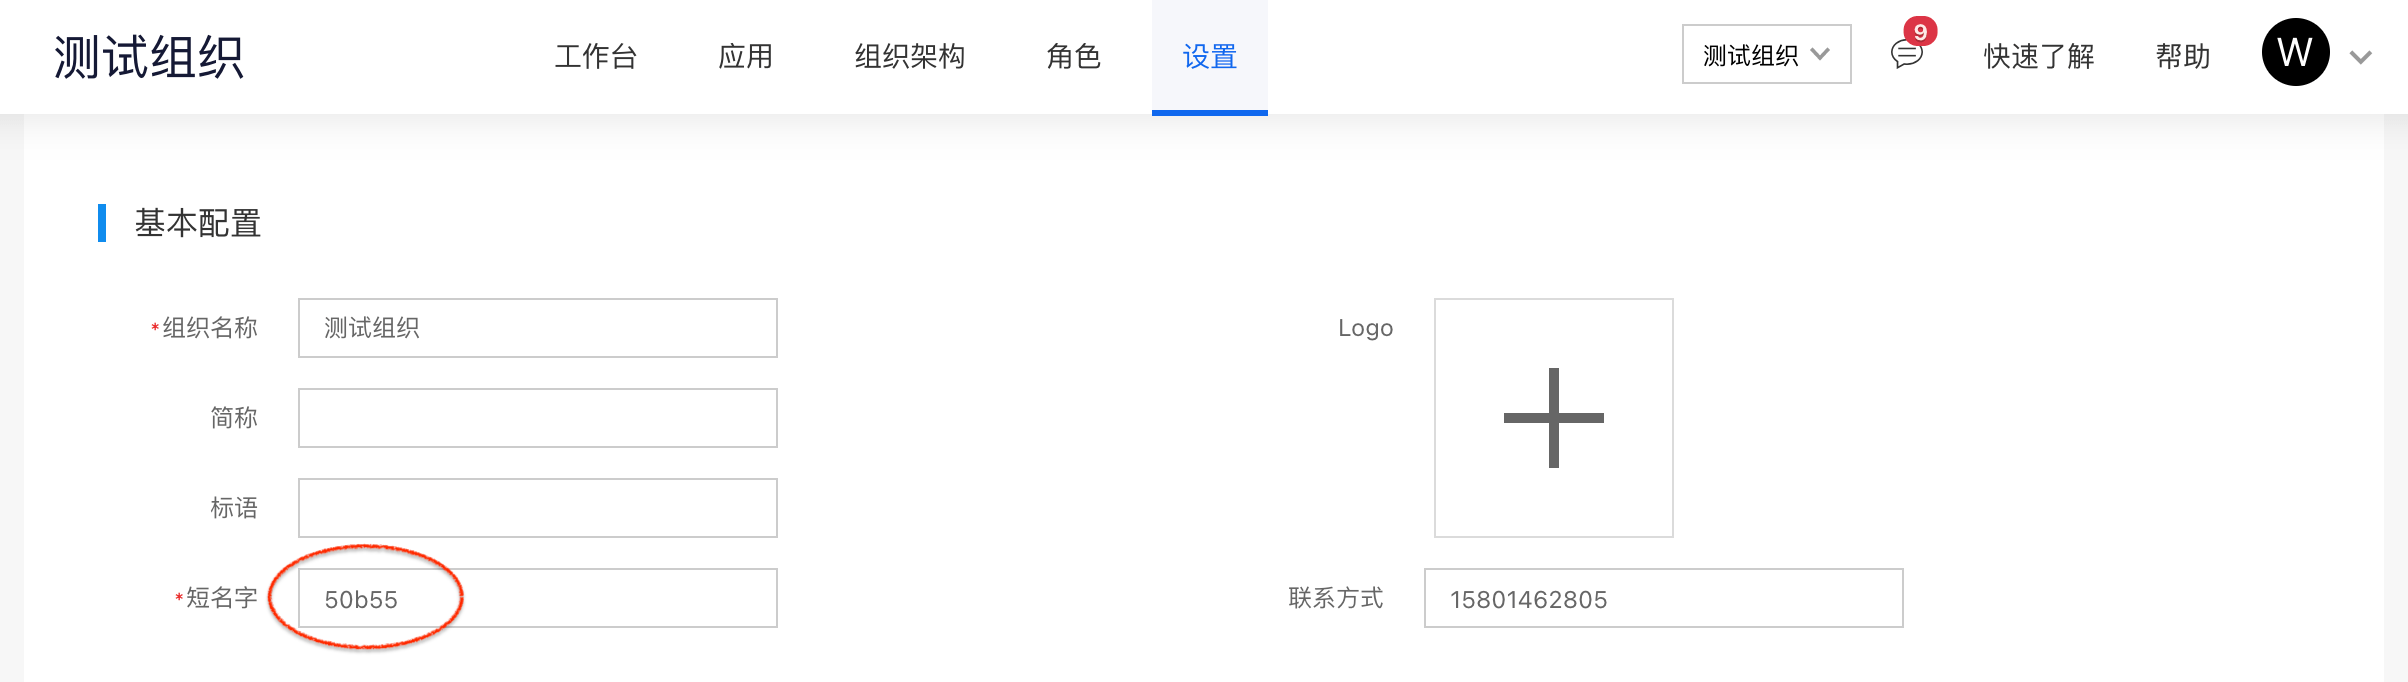 测试组织 工作台 应用 组织架构 角色 设置 测试组织 9 快速了解 帮助 W
基本配置
*组织名称 测试组织 Logo
简称
标语
*短名字 50b55 联系方式 15801462805